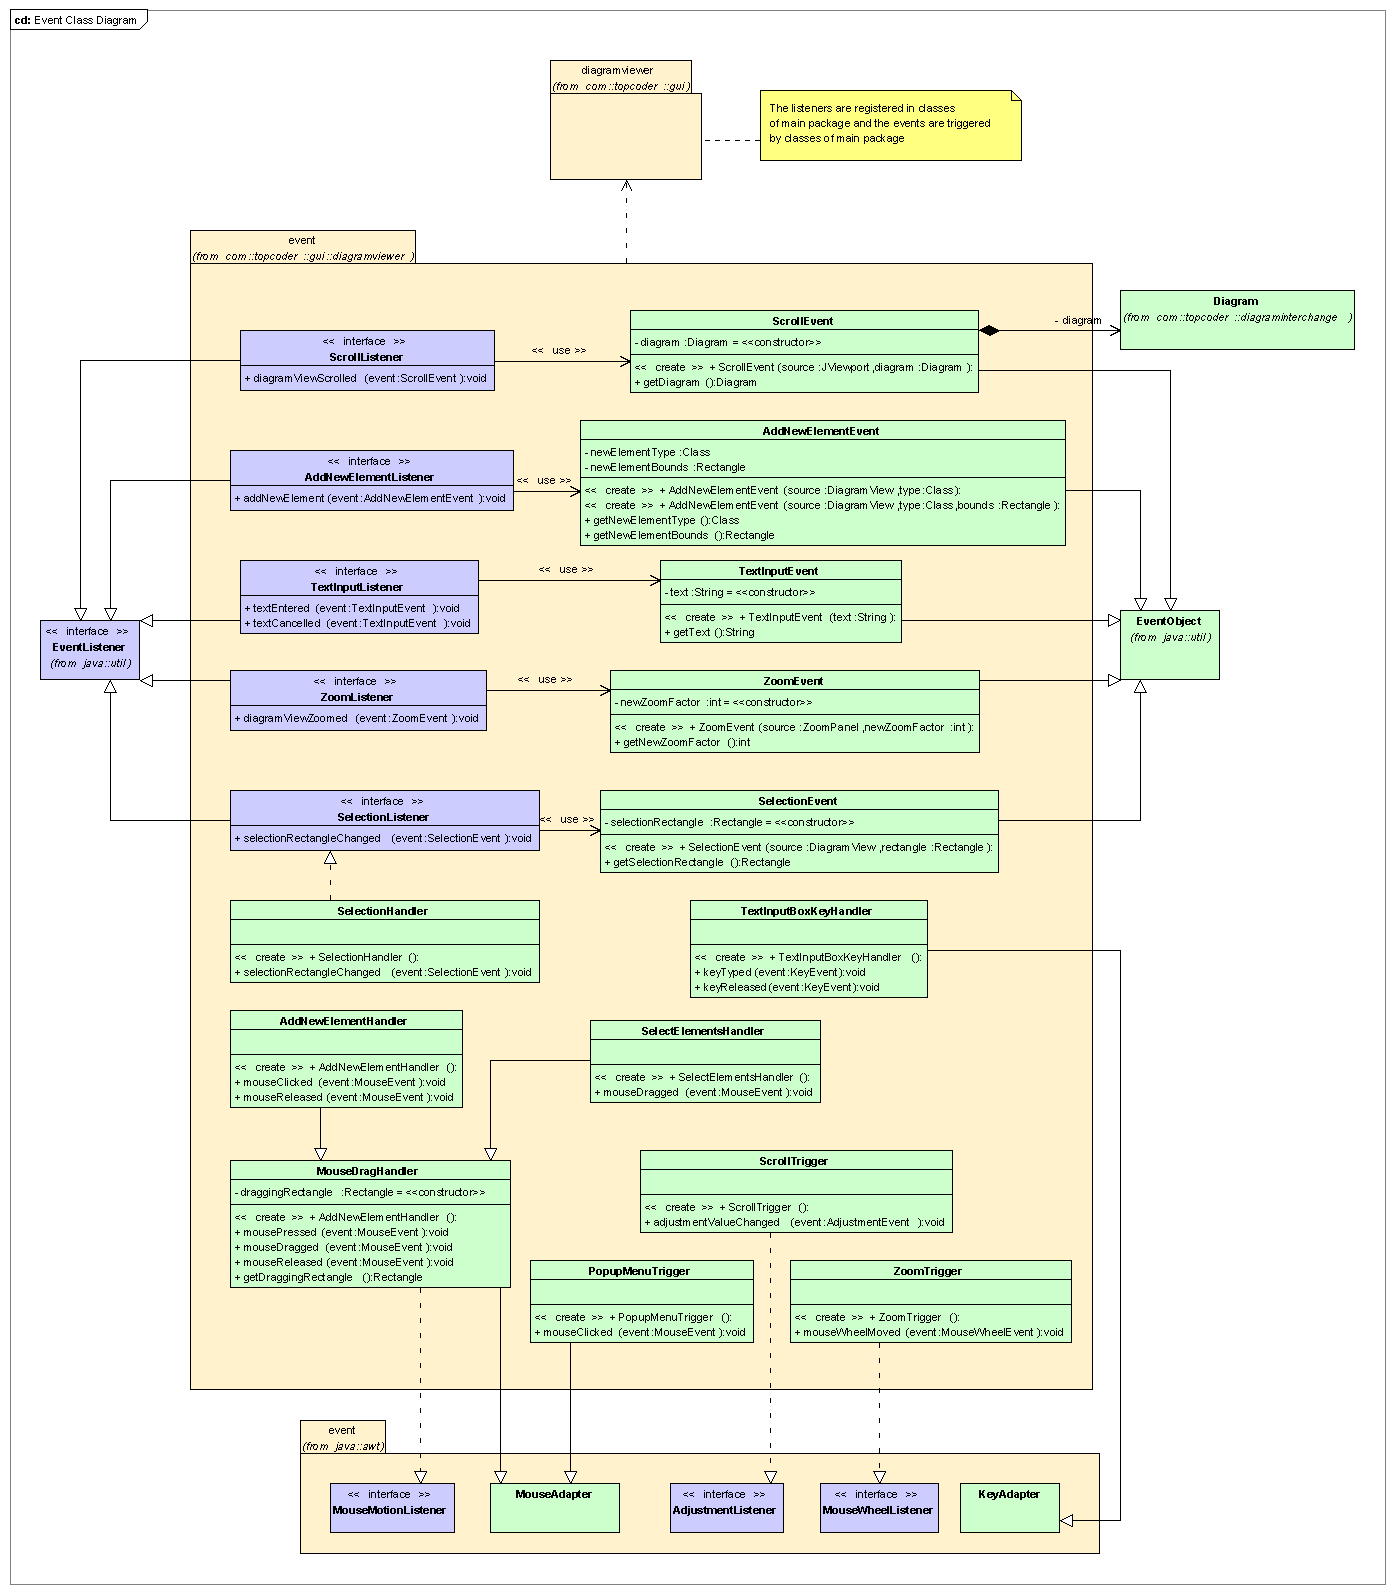 cd: Event Class Diagram
diagramviewer
(from com::topcoder ::gui)
The listeners are registered in classes
of main package and the events are triggered
by classes of main package
event
(from com::topcoder ::gui::diagramviewer )
<< interface >>
ScrollListener
+ diagramViewScrolled (event:ScrollEvent ):void
<< use >>
ScrollEvent
- diagram :Diagram = <<constructor>>
<< create >> + ScrollEvent (source :JViewport ,diagram :Diagram ):
+ getDiagram ():Diagram
- diagram
Diagram
(from com::topcoder ::diagraminterchange )
<< interface >>
AddNewElementListener
+ addNewElement (event:AddNewElementEvent ):void
<< use >>
AddNewElementEvent
- newElementType :Class
- newElementBounds :Rectangle
<< create >> + AddNewElementEvent (source :DiagramView ,type:Class):
<< create >> + AddNewElementEvent (source :DiagramView ,type:Class,bounds :Rectangle ):
+ getNewElementType ():Class
+ getNewElementBounds ():Rectangle
<< interface >>
TextInputListener
+ textEntered (event:TextInputEvent ):void
+ textCancelled (event:TextInputEvent ):void
<< use >>
TextInputEvent
- text :String = <<constructor>>
<< create >> + TextInputEvent (text :String ):
+ getText ():String
<< interface >>
EventListener
(from java::util)
EventObject
(from java::util)
<< interface >>
ZoomListener
+ diagramViewZoomed (event:ZoomEvent ):void
<< use >>
ZoomEvent
- newZoomFactor :int = <<constructor>>
<< create >> + ZoomEvent (source :ZoomPanel ,newZoomFactor :int ):
+ getNewZoomFactor ():int
<< interface >>
SelectionListener
+ selectionRectangleChanged (event:SelectionEvent ):void
<< use >>
SelectionEvent
- selectionRectangle :Rectangle = <<constructor>>
<< create >> + SelectionEvent (source :DiagramView ,rectangle :Rectangle ):
+ getSelectionRectangle ():Rectangle
SelectionHandler
<< create >> + SelectionHandler ():
+ selectionRectangleChanged (event:SelectionEvent ):void
TextInputBoxKeyHandler
<< create >> + TextInputBoxKeyHandler ():
+ keyTyped (event:KeyEvent):void
+ keyReleased (event:KeyEvent):void
AddNewElementHandler
<< create >> + AddNewElementHandler ():
+ mouseClicked (event:MouseEvent ):void
+ mouseReleased (event:MouseEvent ):void
SelectElementsHandler
<< create >> + SelectElementsHandler ():
+ mouseDragged (event:MouseEvent ):void
MouseDragHandler
- draggingRectangle :Rectangle = <<constructor>>
<< create >> + AddNewElementHandler ():
+ mousePressed (event:MouseEvent ):void
+ mouseDragged (event:MouseEvent ):void
+ mouseReleased (event:MouseEvent ):void
+ getDraggingRectangle ():Rectangle
ScrollTrigger
<< create >> + ScrollTrigger ():
+ adjustmentValueChanged (event:AdjustmentEvent ):void
PopupMenuTrigger
<< create >> + PopupMenuTrigger ():
+ mouseClicked (event:MouseEvent ):void
ZoomTrigger
<< create >> + ZoomTrigger ():
+ mouseWheelMoved (event:MouseWheelEvent ):void
event
(from java::awt)
<< interface >>
MouseMotionListener
MouseAdapter
<< interface >>
AdjustmentListener
<< interface >>
MouseWheelListener
KeyAdapter